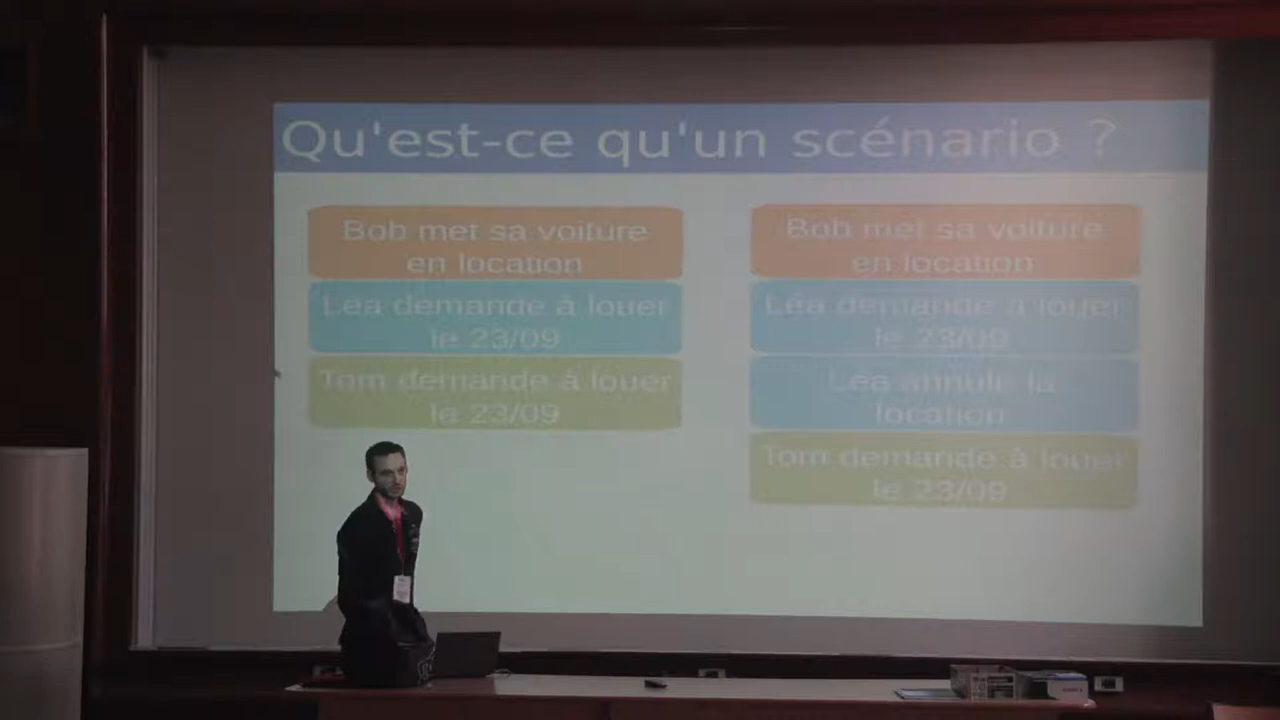 Qu'est-ce qu'un scénario ?
Bob met sa voiture
en location
Léa demande à louer
le 23/09
Tom demande à louer
le 23/09
Bob met sa voiture
en location
Léa demande à louer
le 23/09
Léa annule la
location
Tom demande à louer
le 23/09